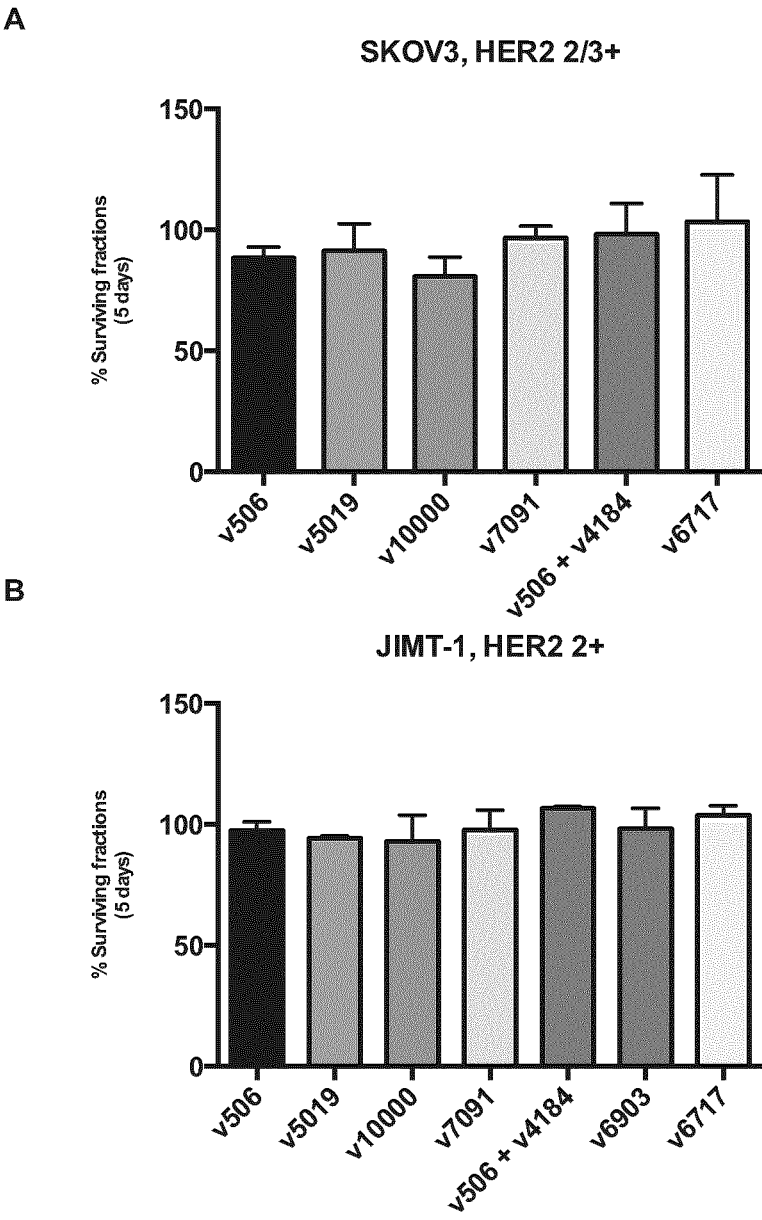 A
SKOV3, HER2 2/3+
150
100
50
0
% Surviving fractions
(5 days)
v506
v5019
v10000
v7091
v506 + v4184
v6717
B
JIMT-1, HER2 2+
150
100
50
0
% Surviving fractions
(5 days)
v506
v5019
v10000
v7091
v506 + v4184
v6903
v6717